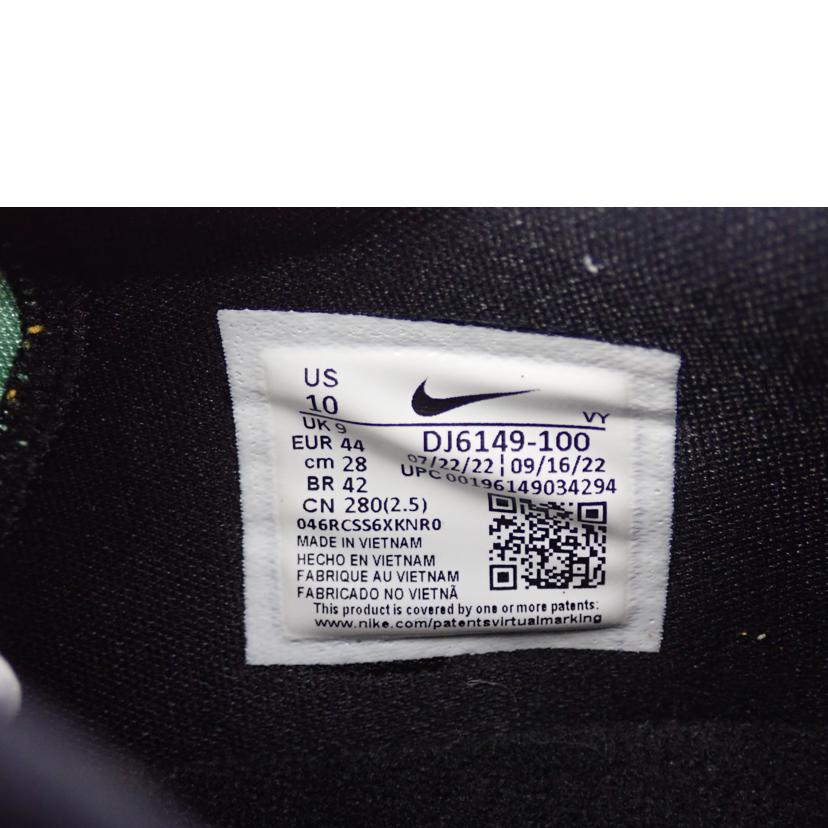 US
10
UK 9
EUR 44
cm 28
BR 42
CN 280(2.5)
046RCSS6XKNR0
MADE IN VIETNAM
HECHO EN VIETNAM
FABRIQUE AU VIETNAM
FABRICADO NO VIETNÃ
VY
DJ6149-100
07/22/22 | 09/16/22
UPC 00196149034294
This product is covered by one or more patents:
www.nike.com/patentsvirtualmarking